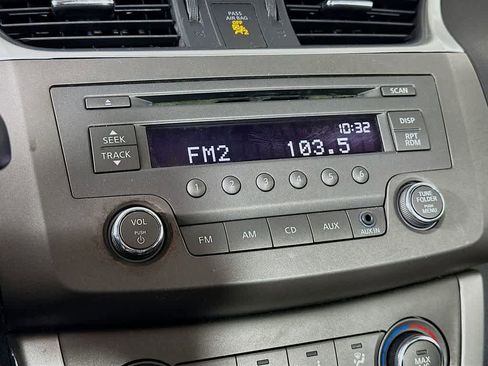 PASS
AIR BAG
OFF
SCAN
10:32
DISP
SEEK
FM2 103.5
RPT
RDM
TRACK
1 2 3 4 5 6
TUNE
FOLDER
PUSH
MENU
VOL
PUSH
FM AM CD AUX AUX IN
MAX